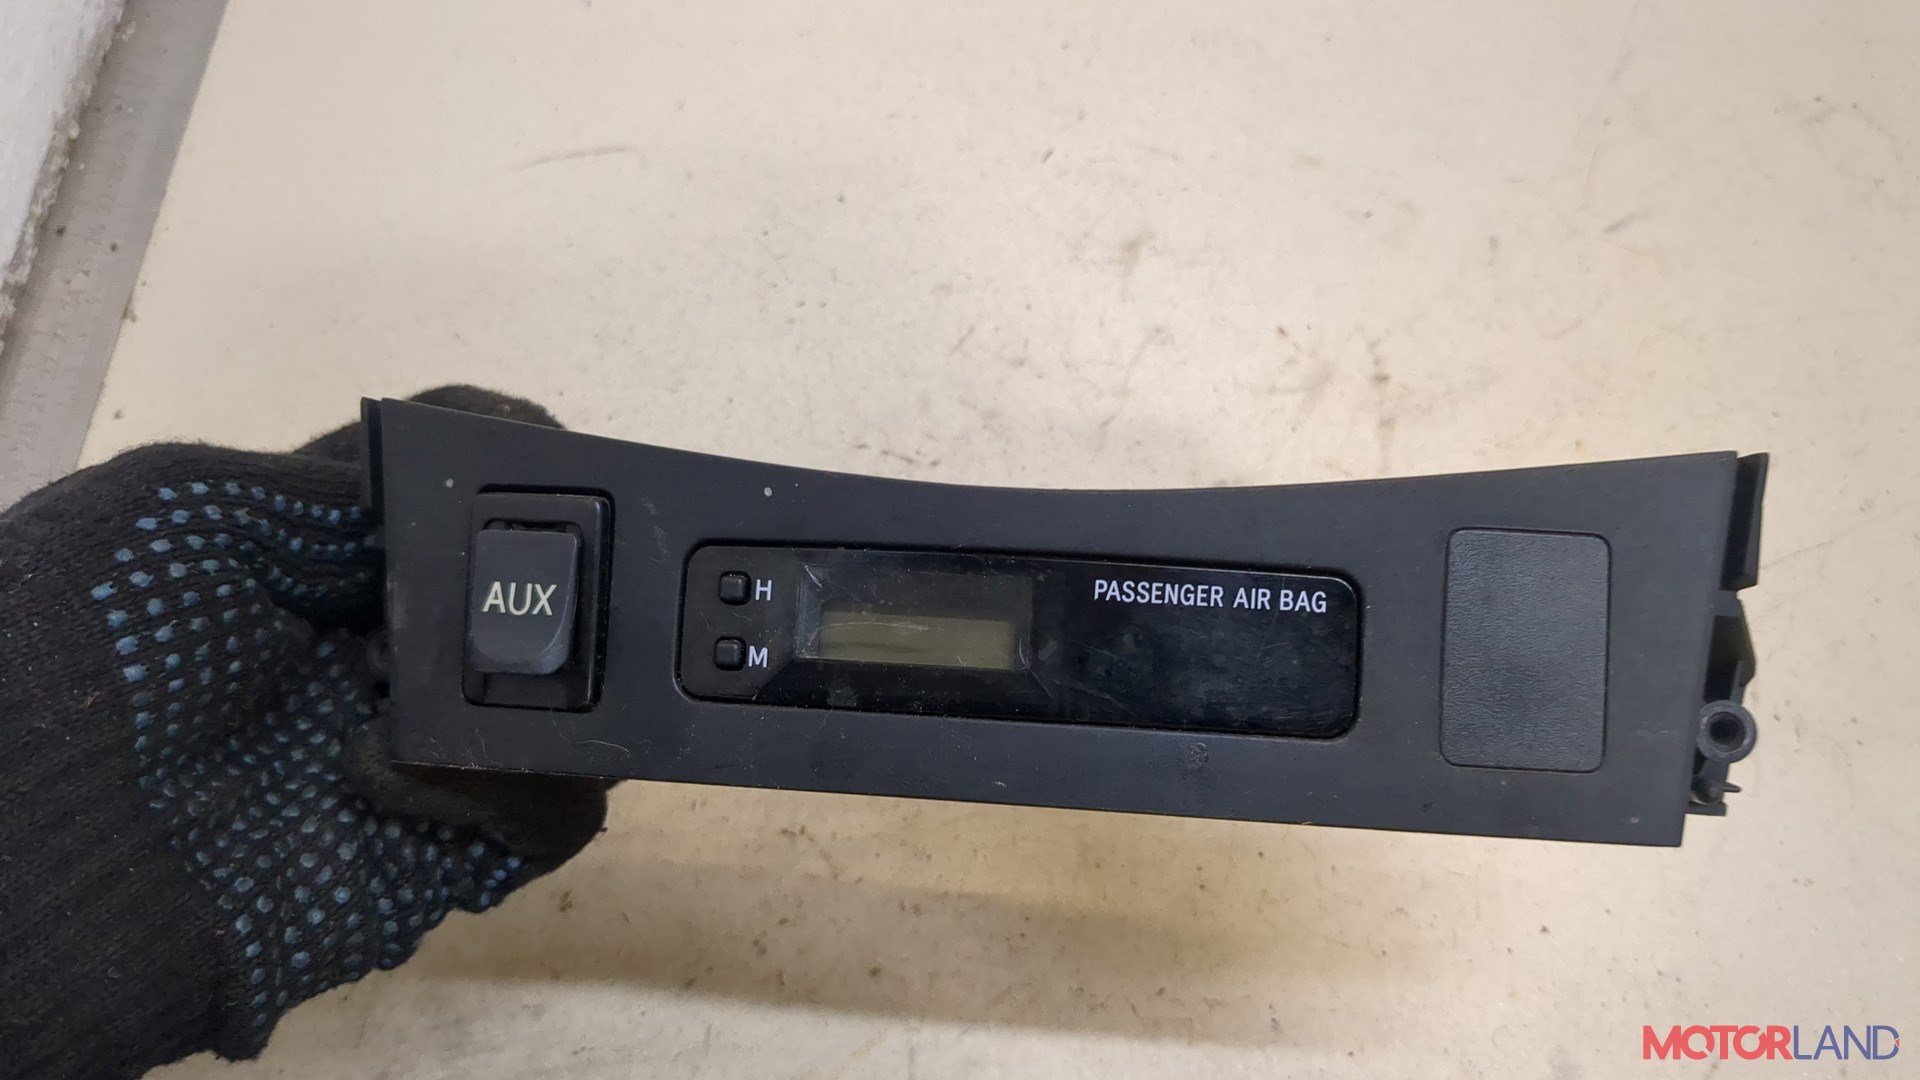 AUX
H
M
PASSENGER AIR BAG
MOTORLAND